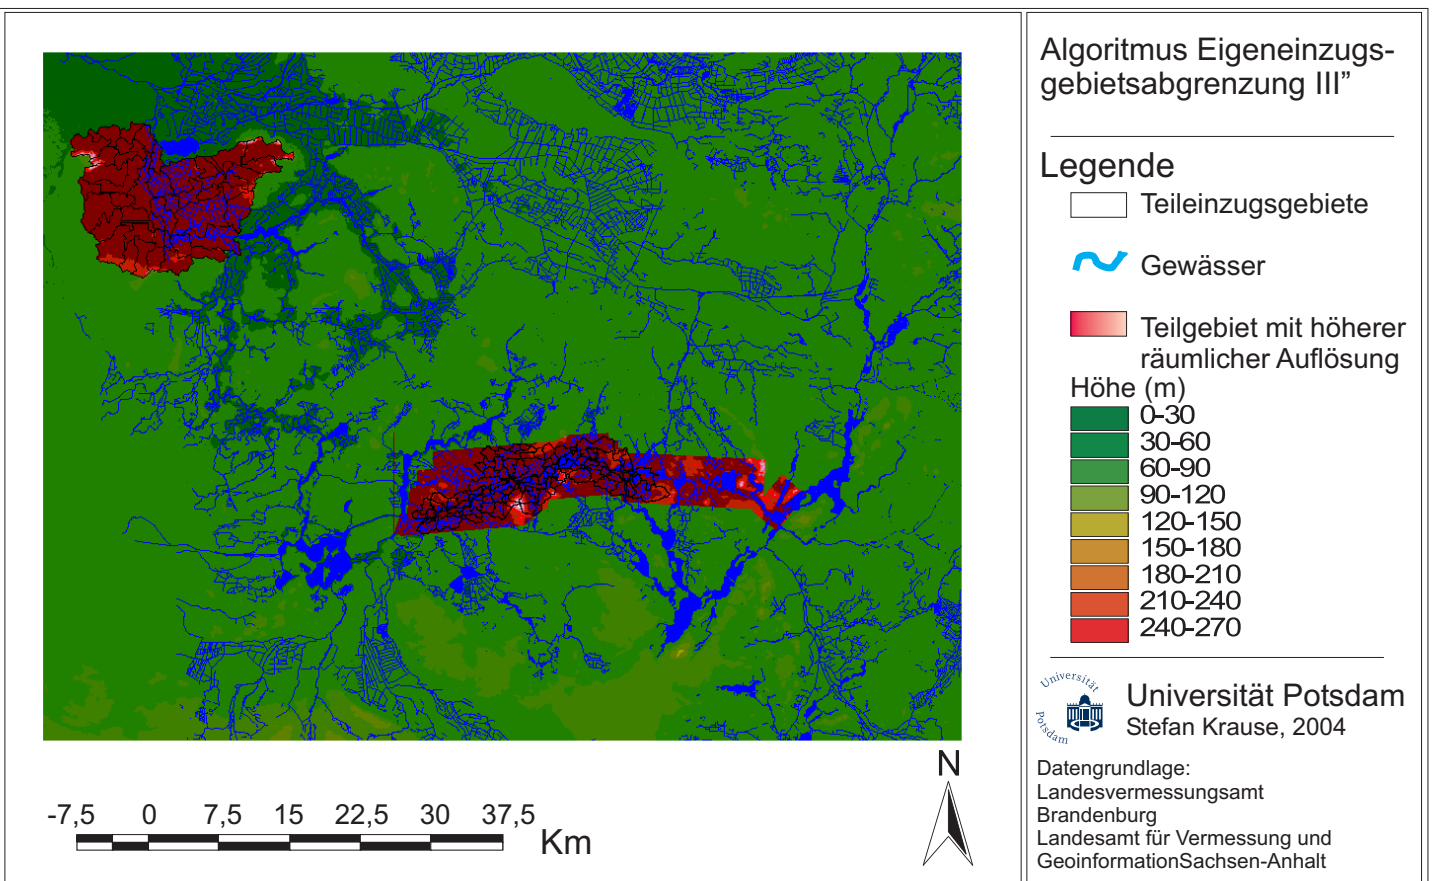 Algoritmus Eigeneinzugs-
gebietsabgrenzung III”
Legende
Teileinzugsgebiete
Gewässer
Teilgebiet mit höherer
räumlicher Auflösung
Höhe (m)
0-30
30-60
60-90
90-120
120-150
150-180
180-210
210-240
240-270
Universität
Potsdam
Universität Potsdam
Stefan Krause, 2004
Datengrundlage:
Landesvermessungsamt
Brandenburg
Landesamt für Vermessung und
GeoinformationSachsen-Anhalt
N
-7,5 0 7,5 15 22,5 30 37,5
Km